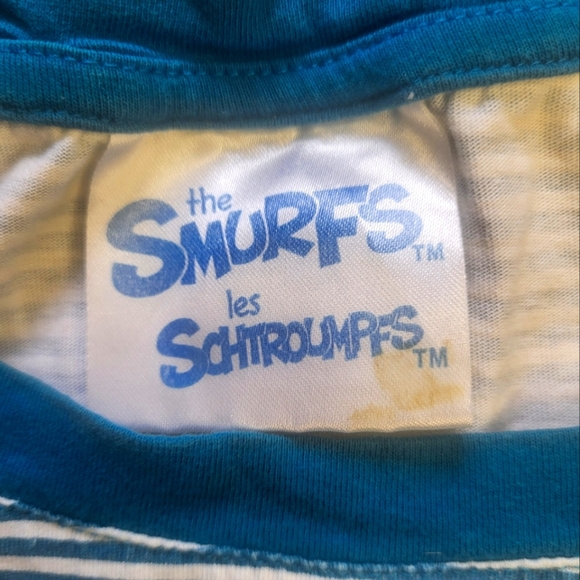 the
SMURFS™
les
SCHTROUMPFS™